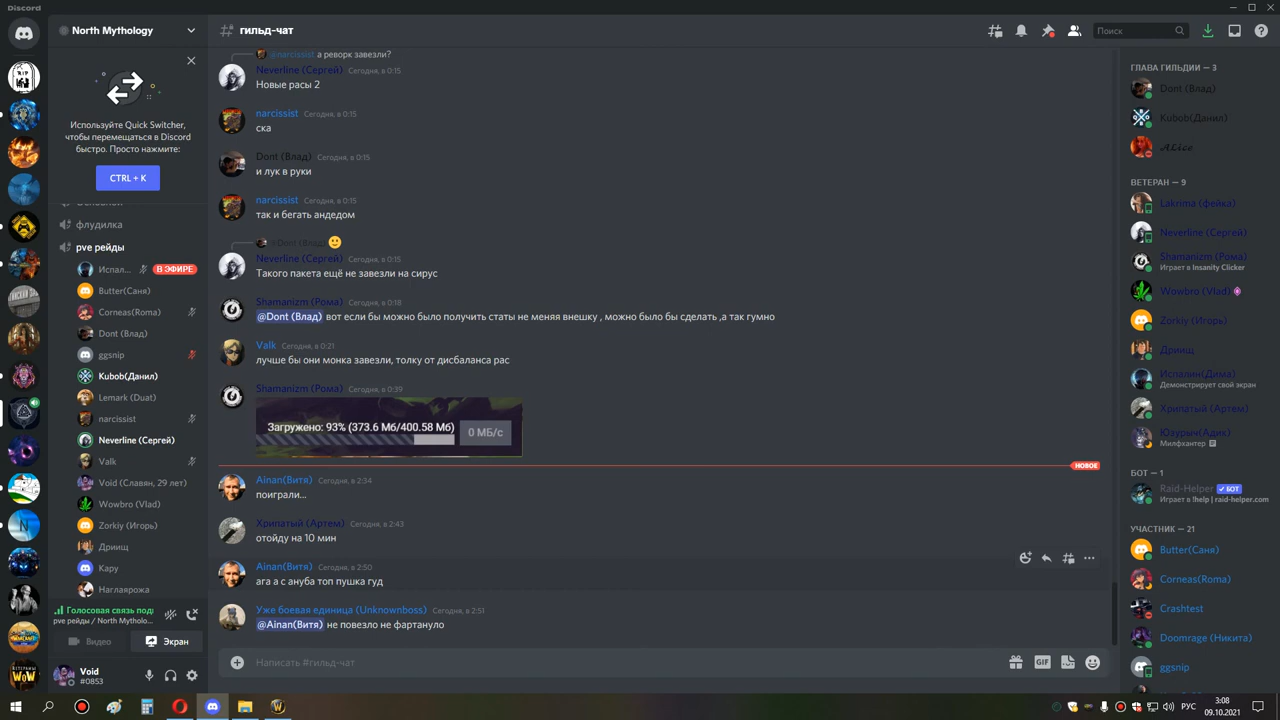 Discord
North Mythology
гильд-чат
Поиск
Используйте Quick Switcher,
чтобы перемещаться в Discord
быстро. Просто нажмите:
CTRL + K
флудилка
pve рейды
Испал... В ЭФИРЕ
Butter(Саня)
Corneas(Roma)
Dont (Влад)
ggsnip
Kubob(Данил)
Lemark (Duat)
narcissist
Neverline (Сергей)
Valk
Void (Славян, 29 лет)
Wowbro (Vlad)
Zorkiy (Игорь)
Дриищ
Кару
Наглаярожа
Голосовая связь подк
pve рейды / North Mytholo...
Видео
Экран
Void
#0853
@narcissist а реворк завезли?
Neverline (Сергей) Сегодня, в 0:15
Новые расы 2
narcissist Сегодня, в 0:15
ска
Dont (Влад) Сегодня, в 0:15
и лук в руки
narcissist Сегодня, в 0:15
так и бегать андедом
Dont (Влад)
Neverline (Сергей) Сегодня, в 0:15
Такого пакета ещё не завезли на сирус
Shamanizm (Рома) Сегодня, в 0:18
@Dont (Влад) вот если бы можно было получить статы не меняя внешку , можно было бы сделать ,а так гумно
Valk Сегодня, в 0:21
лучше бы они монка завезли, толку от дисбаланса рас
Shamanizm (Рома) Сегодня, в 0:39
Загружено: 93% (373.6 Мб/400.58 Мб) 0 МБ/с
НОВОЕ
Ainan(Витя) Сегодня, в 2:34
поиграли...
Хрипатый (Артем) Сегодня, в 2:43
отойду на 10 мин
Ainan(Витя) Сегодня, в 2:50
ага а с ануба топ пушка гуд
Уже боевая единица (Unknownboss) Сегодня, в 2:51
@Ainan(Витя) не повезло не фартануло
Написать #гильд-чат
GIF
ГЛАВА ГИЛЬДИИ — 3
Dont (Влад)
Kubob(Данил)
𝓐𝓛𝓲𝓬𝓮
ВЕТЕРАН — 9
Lakrima (фейка)
Neverline (Сергей)
Shamanizm (Рома)
Играет в Insanity Clicker
Wowbro (Vlad)
Zorkiy (Игорь)
Дриищ
Испалин(Дима)
Демонстрирует свой экран
Хрипатый (Артем)
Юзурыч(Адик)
Милфхантер
БОТ — 1
Raid-Helper БОТ
Играет в !help | raid-helper.com
УЧАСТНИК — 21
Butter(Саня)
Corneas(Roma)
Crashtest
Doomrage (Никита)
ggsnip
РУС
3:08
09.10.2021